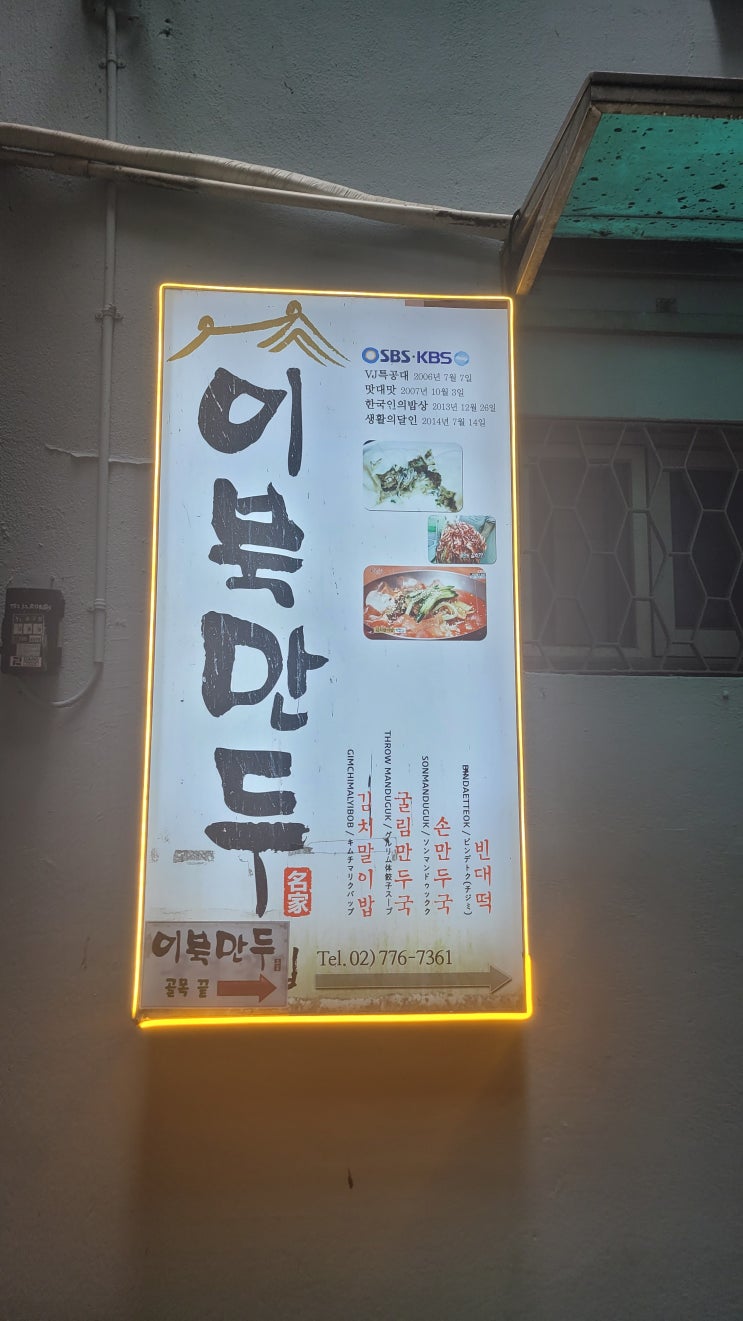 이북만두
名家
SBS·KBS
VJ특공대 2006년 7월 7일
맛대맛 2007년 10월 3일
한국인의밥상 2013년 12월 26일
생활의달인 2014년 7월 14일
빈대떡
BINDAETTEOK / ビンデトク(チジミ)
손만두국
SONMANDUGUK / ソンマンドゥックク
굴림만두국
THROW MANDUGUK / グルリム体餃子スープ
김치말이밥
GIMCHIMALYIBOB / キムチマリクパップ
Tel. 02) 776-7361
이북만두
골목 끝